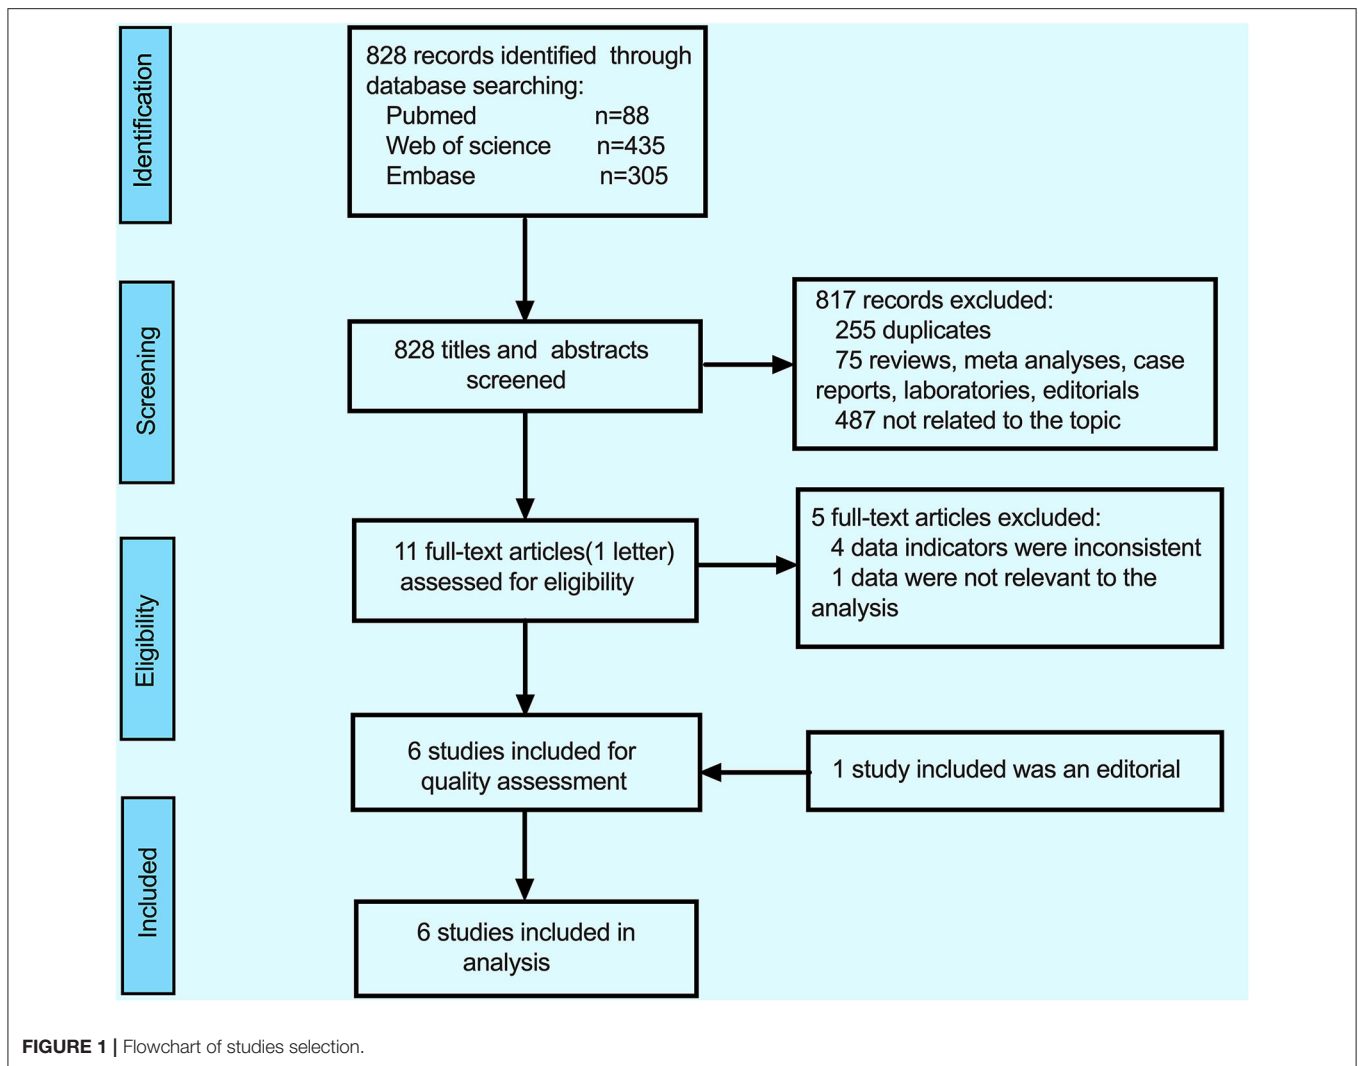 Identification
828 records identified through
database searching:
Pubmed n=88
Web of science n=435
Embase n=305
Screening
828 titles and abstracts
screened
817 records excluded:
255 duplicates
75 reviews, meta analyses, case
reports, laboratories, editorials
487 not related to the topic
Eligibility
11 full-text articles(1 letter)
assessed for eligibility
5 full-text articles excluded:
4 data indicators were inconsistent
1 data were not relevant to the
analysis
6 studies included for
quality assessment
1 study included was an editorial
Included
6 studies included in
analysis
FIGURE 1 | Flowchart of studies selection.